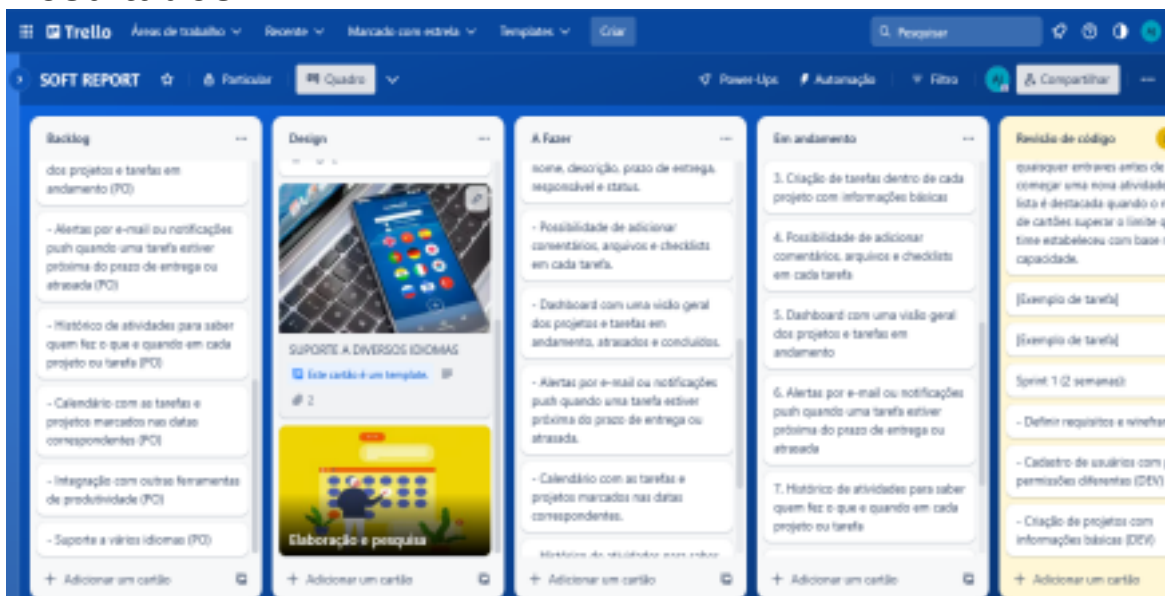 Trello
Áreas de trabalho
Recente
Marcado com estrela
Templates
Criar
Pesquisar
SOFT REPORT
Particular
Quadro
Power-Ups
Automação
Filtro
Compartilhar
Backlog
dos projetos e tarefas em
andamento (PO)
- Alertas por e-mail ou notificações
push quando uma tarefa estiver
próxima do prazo de entrega ou
atrasada (PO)
- Histórico de atividades para saber
quem fez o que e quando em cada
projeto ou tarefa (PO)
- Calendário com as tarefas e
projetos marcados nas datas
correspondentes (PO)
- Integração com outras ferramentas
de produtividade (PO)
- Suporte a vários idiomas (PO)
+ Adicionar um cartão
Design
SUPORTE A DIVERSOS IDIOMAS
Este cartão é um template.
2
Elaboração e pesquisa
+ Adicionar um cartão
A Fazer
nome, descrição, prazo de entrega,
responsável e status.
- Possibilidade de adicionar
comentários, arquivos e checklists
em cada tarefa.
- Dashboard com uma visão geral
dos projetos e tarefas em
andamento, atrasados e concluídos.
- Alertas por e-mail ou notificações
push quando uma tarefa estiver
próxima do prazo de entrega ou
atrasada.
- Calendário com as tarefas e
projetos marcados nas datas
correspondentes.
- Histórico de atividades para saber
+ Adicionar um cartão
Em andamento
3. Criação de tarefas dentro de cada
projeto com informações básicas
4. Possibilidade de adicionar
comentários, arquivos e checklists
em cada tarefa
5. Dashboard com uma visão geral
dos projetos e tarefas em
andamento
6. Alertas por e-mail ou notificações
push quando uma tarefa estiver
próxima do prazo de entrega ou
atrasada
7. Histórico de atividades para saber
quem fez o que e quando em cada
projeto ou tarefa
+ Adicionar um cartão
Revisão de código
quaisquer entraves antes de
começar uma nova atividade
lista é destacada quando o
de cartões superar o limite
time estabeleceu com base
capacidade.
[Exemplo de tarefa]
[Exemplo de tarefa]
Sprint 1 (2 semanas):
- Definir requisitos e
- Cadastro de usuários com
permissões diferentes (DEV)
- Criação de projetos com
informações básicas (DEV)
+ Adicionar um cartão